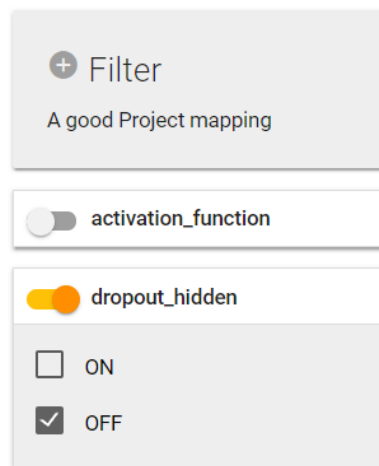 Filter
A good Project mapping
activation_function
dropout_hidden
ON
OFF